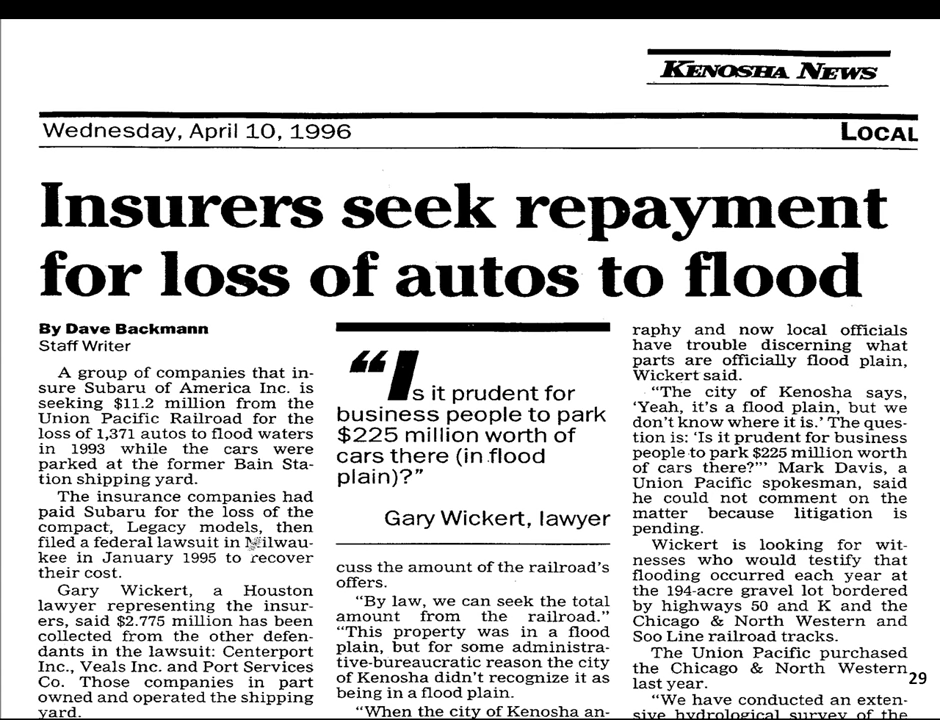 KENOSHA NEWS
Wednesday, April 10, 1996
LOCAL
Insurers seek repayment
for loss of autos to flood
By Dave Backmann
Staff Writer
A group of companies that in-
sure Subaru of America Inc. is
seeking $11.2 million from the
Union Pacific Railroad for the
loss of 1,371 autos to flood waters
in 1993 while the cars were
parked at the former Bain Sta-
tion shipping yard.
The insurance companies had
paid Subaru for the loss of the
compact, Legacy models, then
filed a federal lawsuit in Milwau-
kee in January 1995 to recover
their cost.
Gary Wickert, a Houston
lawyer representing the insur-
ers, said $2.775 million has been
collected from the other defen-
dants in the lawsuit: Centerport
Inc., Veals Inc. and Port Services
Co. Those companies in part
owned and operated the shipping
yard.
“Is it prudent for
business people to park
$225 million worth of
cars there (in flood
plain)?”
Gary Wickert, lawyer
cuss the amount of the railroad’s
offers.
“By law, we can seek the total
amount from the railroad.”
“This property was in a flood
plain, but for some administra-
tive-bureaucratic reason the city
of Kenosha didn’t recognize it as
being in a flood plain.
“When the city of Kenosha an-
raphy and now local officials
have trouble discerning what
parts are officially flood plain,
Wickert said.
“The city of Kenosha says,
‘Yeah, it’s a flood plain, but we
don’t know where it is.’ The ques-
tion is: ‘Is it prudent for business
people to park $225 million worth
of cars there?’” Mark Davis, a
Union Pacific spokesman, said
he could not comment on the
matter because litigation is
pending.
Wickert is looking for wit-
nesses who would testify that
flooding occurred each year at
the 194-acre gravel lot bordered
by highways 50 and K and the
Chicago & North Western and
Soo Line railroad tracks.
The Union Pacific purchased
the Chicago & North Western
last year.
“We have conducted an exten-
sive hydrological survey of the
29